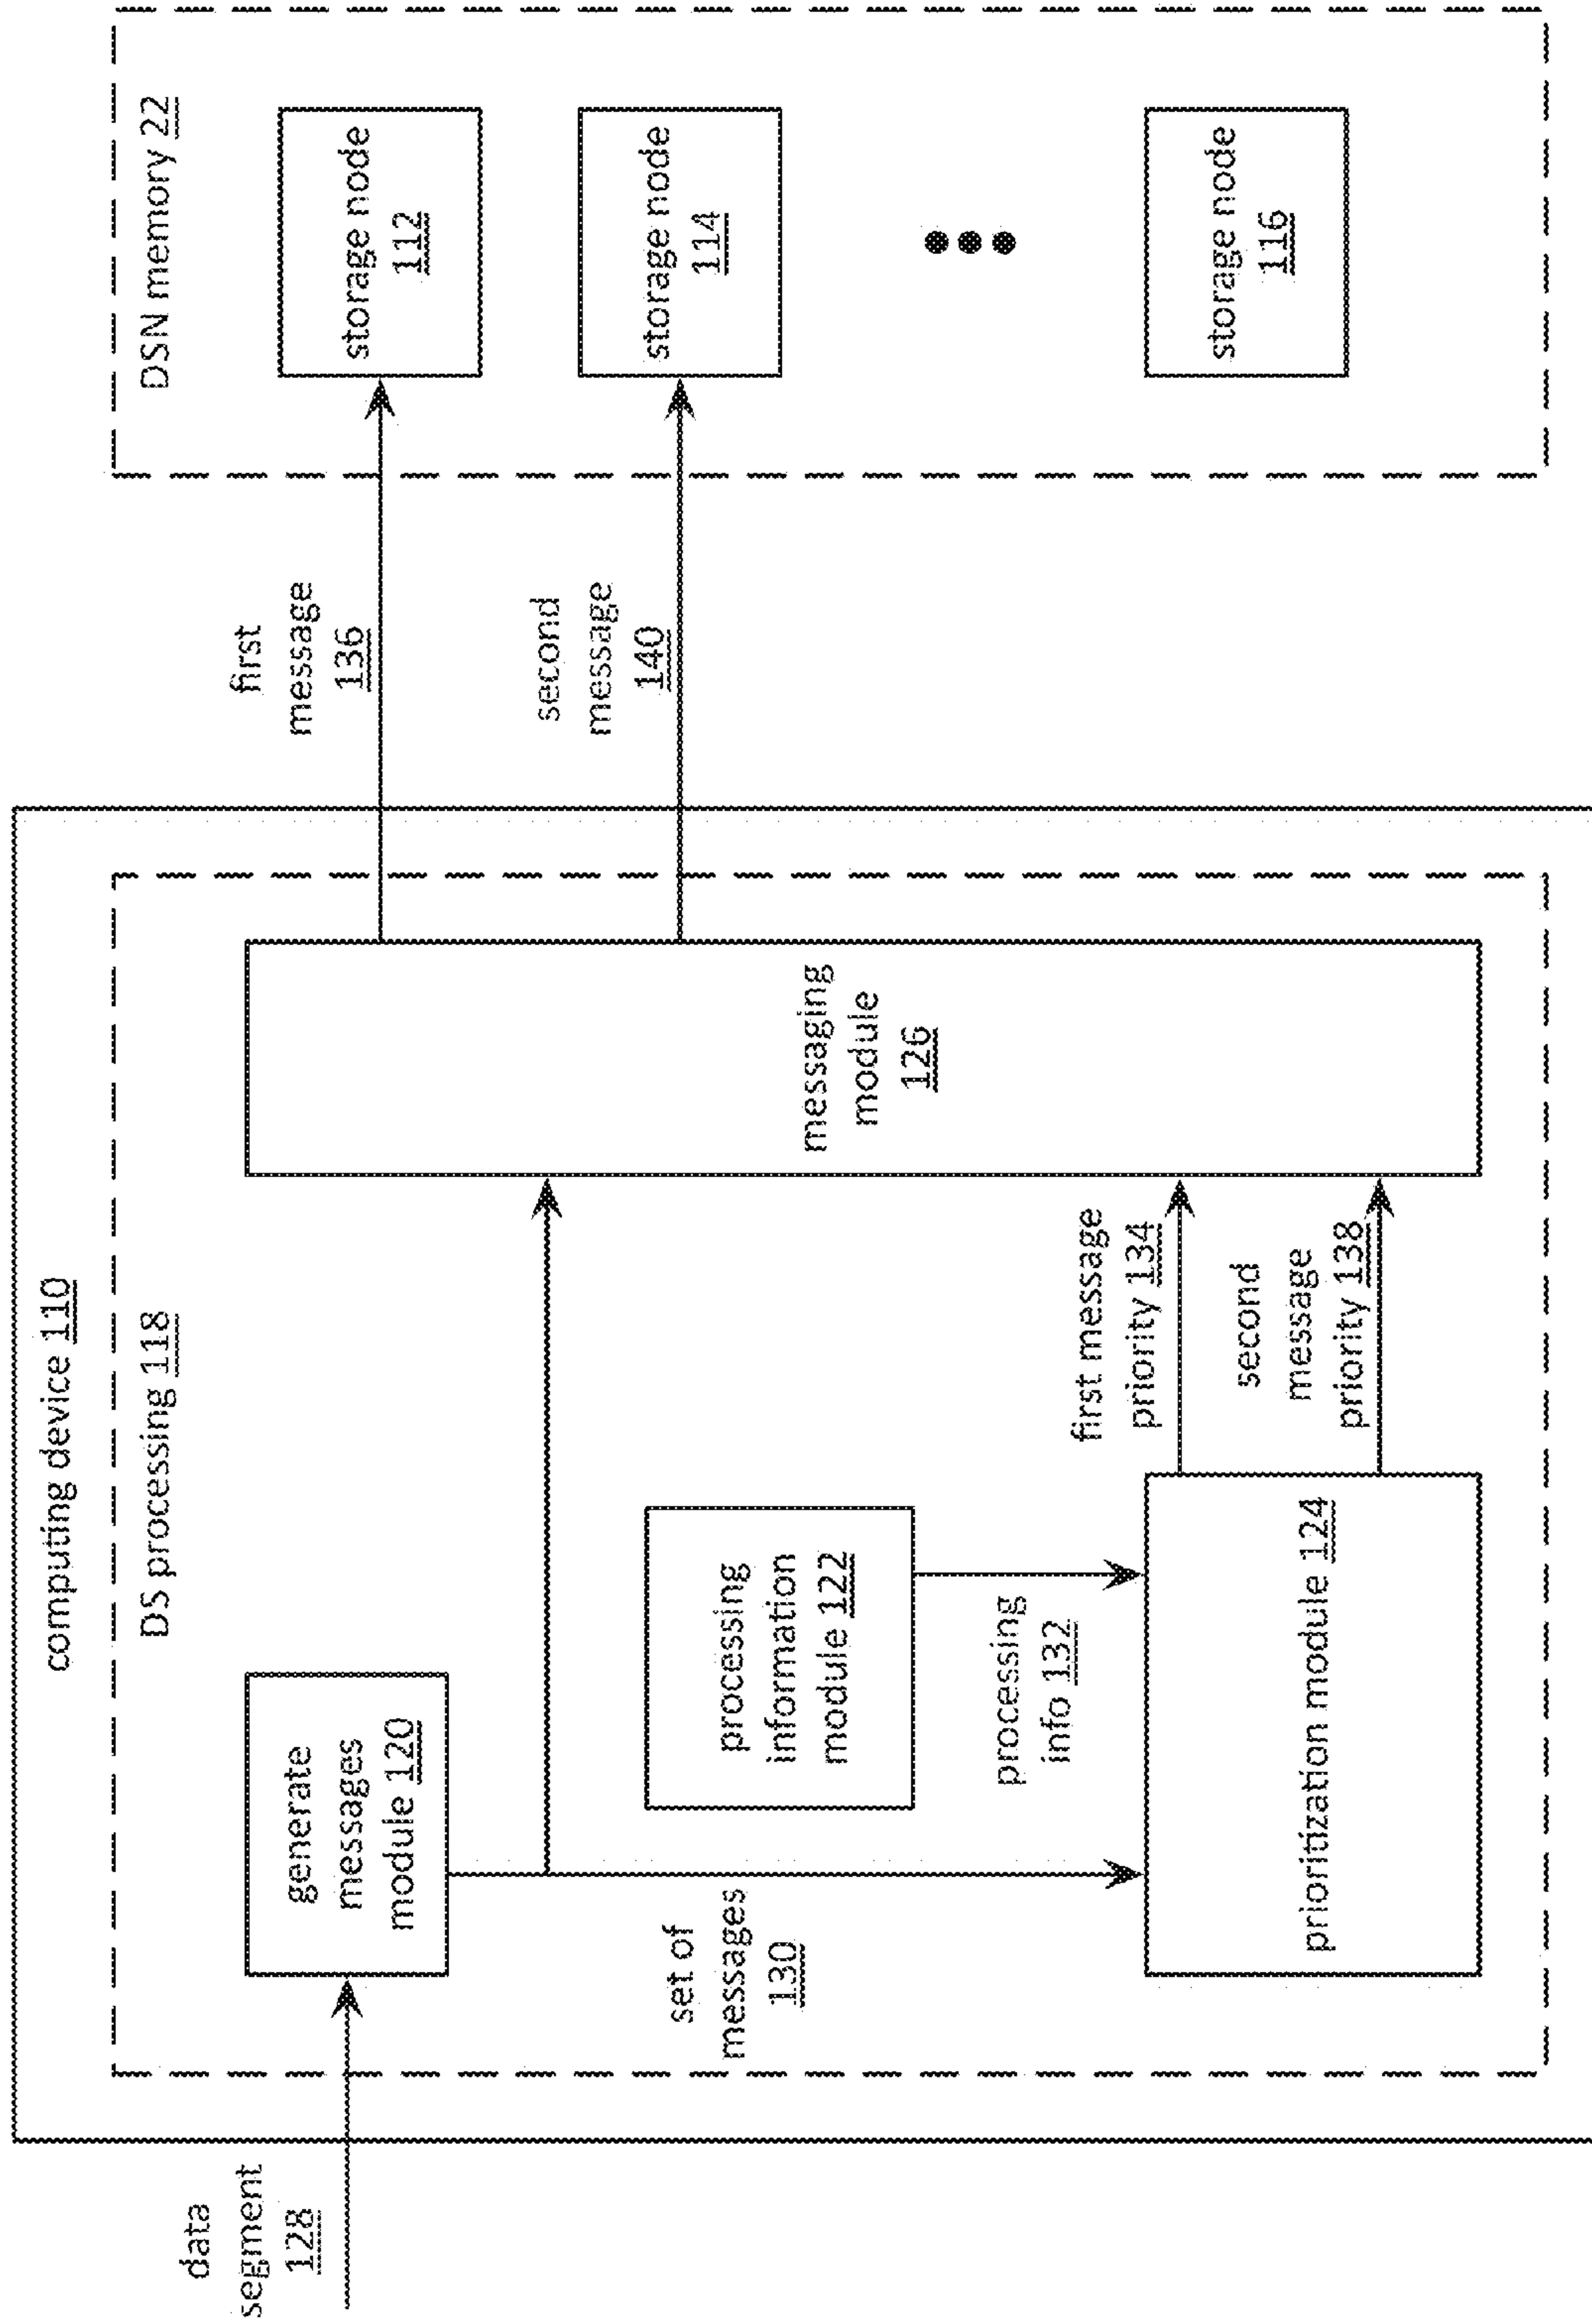 computing device 110
DS processing 118
DSN memory 22
data
segment
128
generate
messages
module 120
set of
messages
130
processing
information
module 122
processing
info 132
prioritization module 124
first message
priority 134
second
message
priority 138
messaging
module
126
first
message
136
second
message
140
storage node
112
storage node
114
storage node
116